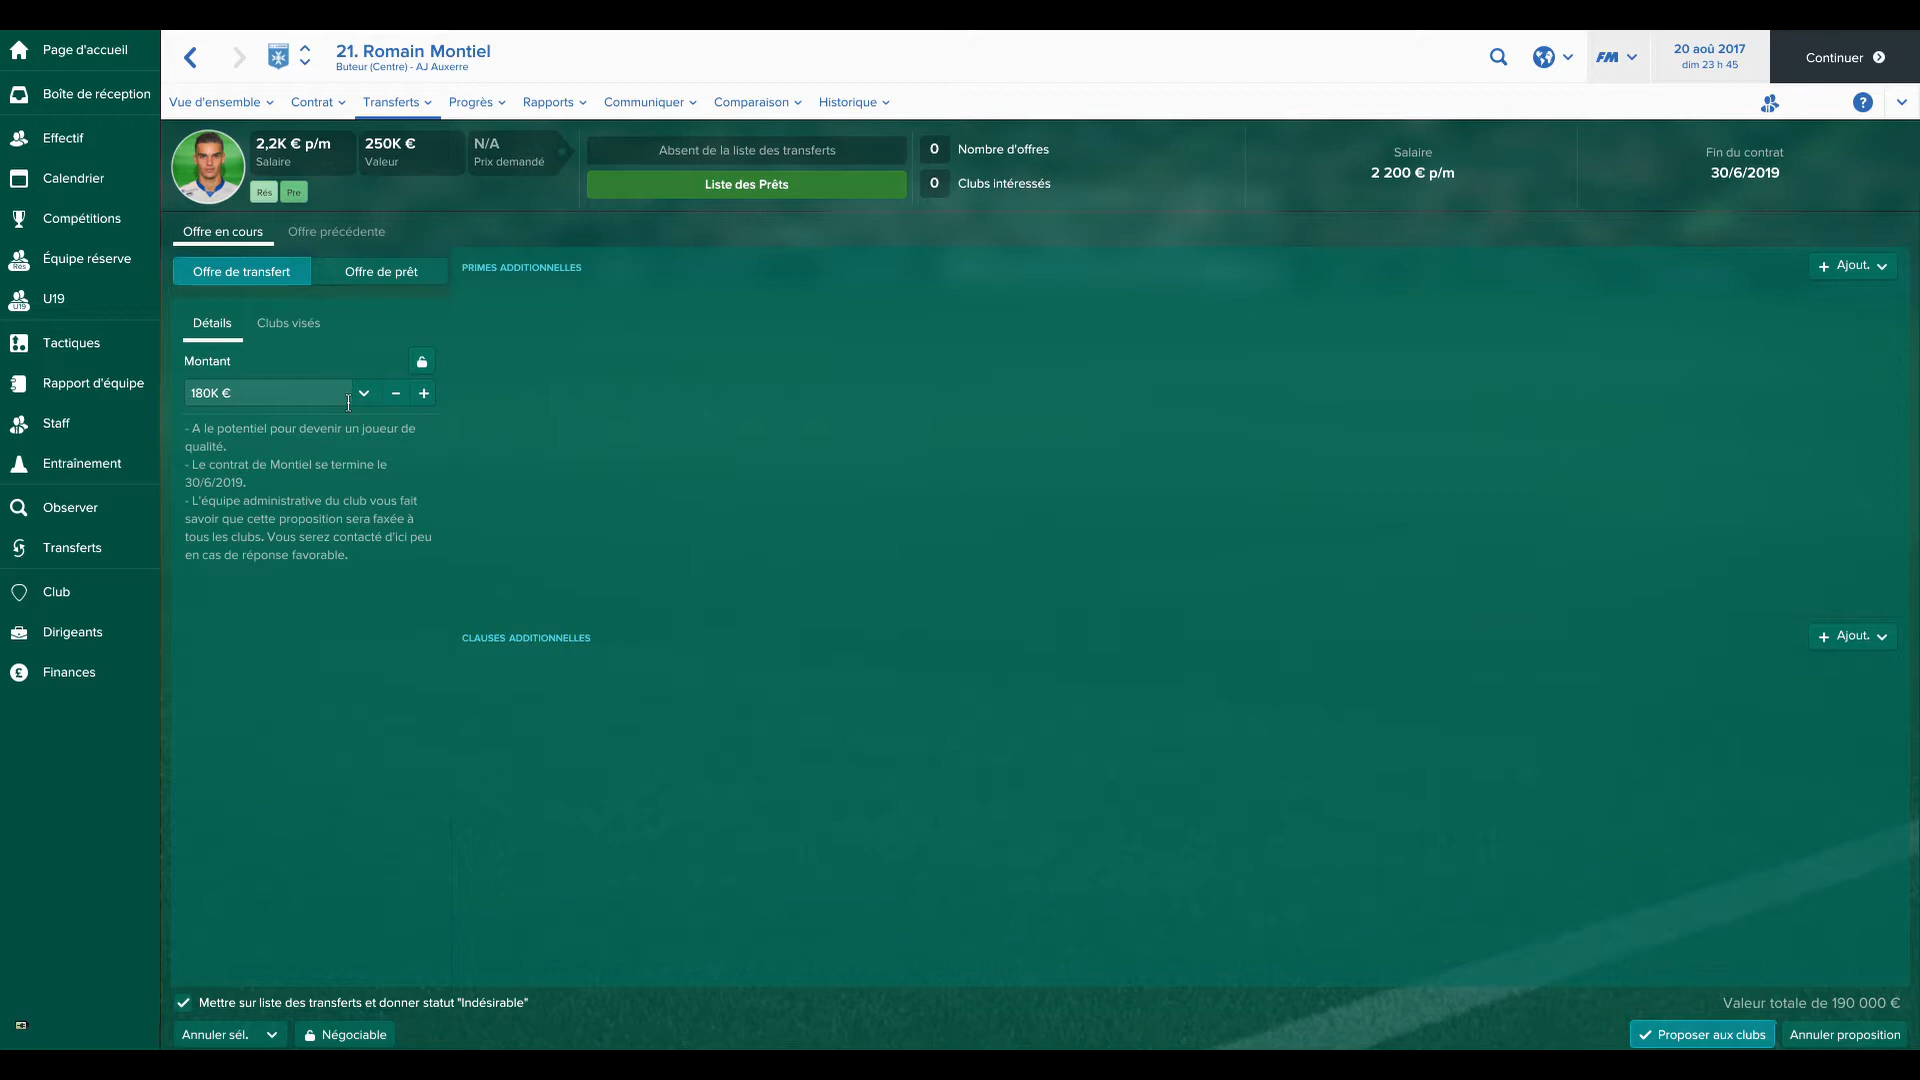 Page d'accueil
Boîte de réception
Effectif
Calendrier
Compétitions
Équipe réserve
U19
Tactiques
Rapport d'équipe
Staff
Entraînement
Observer
Transferts
Club
Dirigeants
Finances
21. Romain Montiel
Buteur (Centre) - AJ Auxerre
FM
20 aoû 2017
dim 23 h 45
Continuer
Vue d'ensemble
Contrat
Transferts
Progrès
Rapports
Communiquer
Comparaison
Historique
?
2,2K € p/m
Salaire
250K €
Valeur
N/A
Prix demandé
Rés
Pre
Absent de la liste des transferts
Liste des Prêts
0 Nombre d'offres
0 Clubs intéressés
Salaire
2 200 € p/m
Fin du contrat
30/6/2019
Offre en cours
Offre précédente
Offre de transfert
Offre de prêt
PRIMES ADDITIONNELLES
+ Ajout.
Détails
Clubs visés
Montant
180K €
- A le potentiel pour devenir un joueur de
qualité.
- Le contrat de Montiel se termine le
30/6/2019.
- L'équipe administrative du club vous fait
savoir que cette proposition sera faxée à
tous les clubs. Vous serez contacté d'ici peu
en cas de réponse favorable.
CLAUSES ADDITIONNELLES
+ Ajout.
Mettre sur liste des transferts et donner statut "Indésirable"
Valeur totale de 190 000 €
Annuler sél.
Négociable
Proposer aux clubs
Annuler proposition